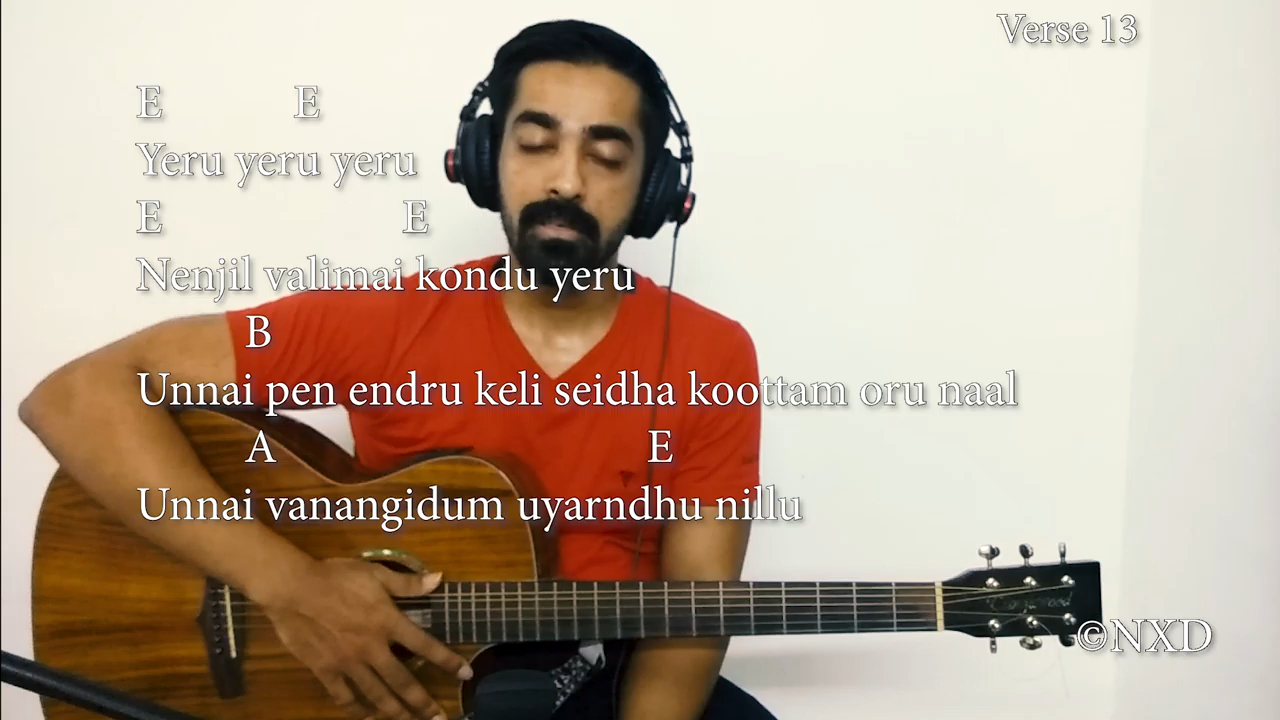 Verse 13
E E
Yeru yeru yeru
E E
Nenjil valimai kondu yeru
B
Unnai pen endru keli seidha koottam oru naal
A E
Unnai vanangidum uyarndhu nillu
©NXD